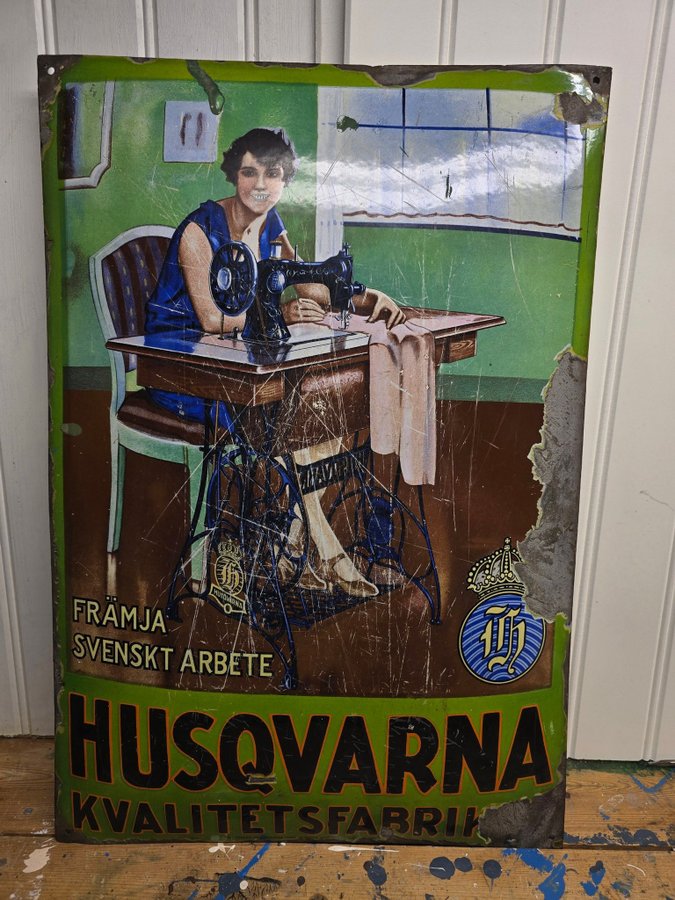 FRÄMJA
SVENSKT ARBETE
H
HUSQVARNA
KVALITETSFABRIK